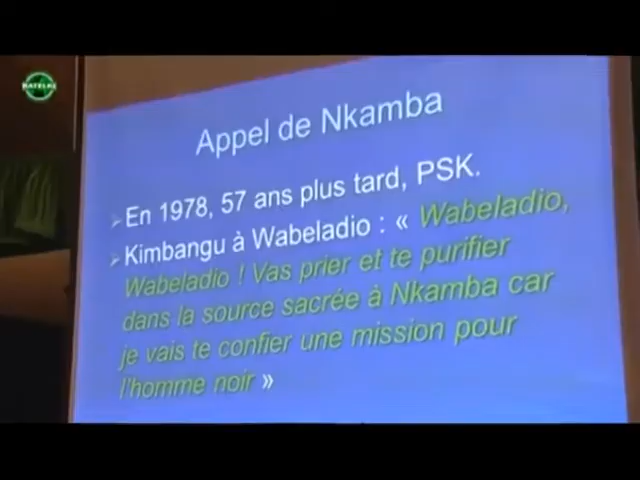 RATELKI
Appel de Nkamba
➢En 1978, 57 ans plus tard, PSK.
➢Kimbangu à Wabeladio : « Wabeladio,
Wabeladio ! Vas prier et te purifier
dans la source sacrée à Nkamba car
je vais te confier une mission pour
l'homme noir »